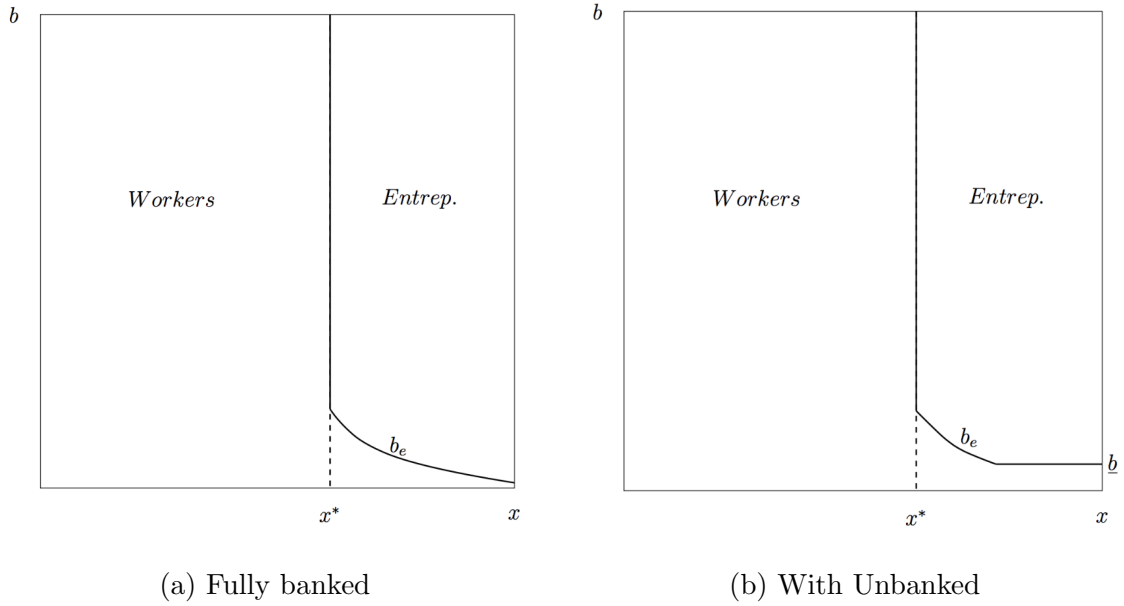 b
Workers
Entrep.
b_e
x*
x
(a) Fully banked
b
Workers
Entrep.
b_e
b̲
x*
x
(b) With Unbanked